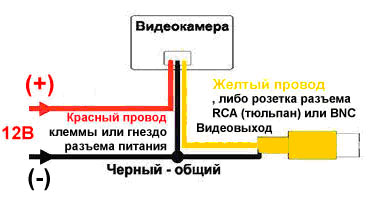 Видеокамера
(+)
Желтый провод
, либо розетка разъема
RCA (тюльпан) или BNC
Видеовыход
Красный провод
12В клеммы или гнездо
разъема питания
(-)
Черный - общий